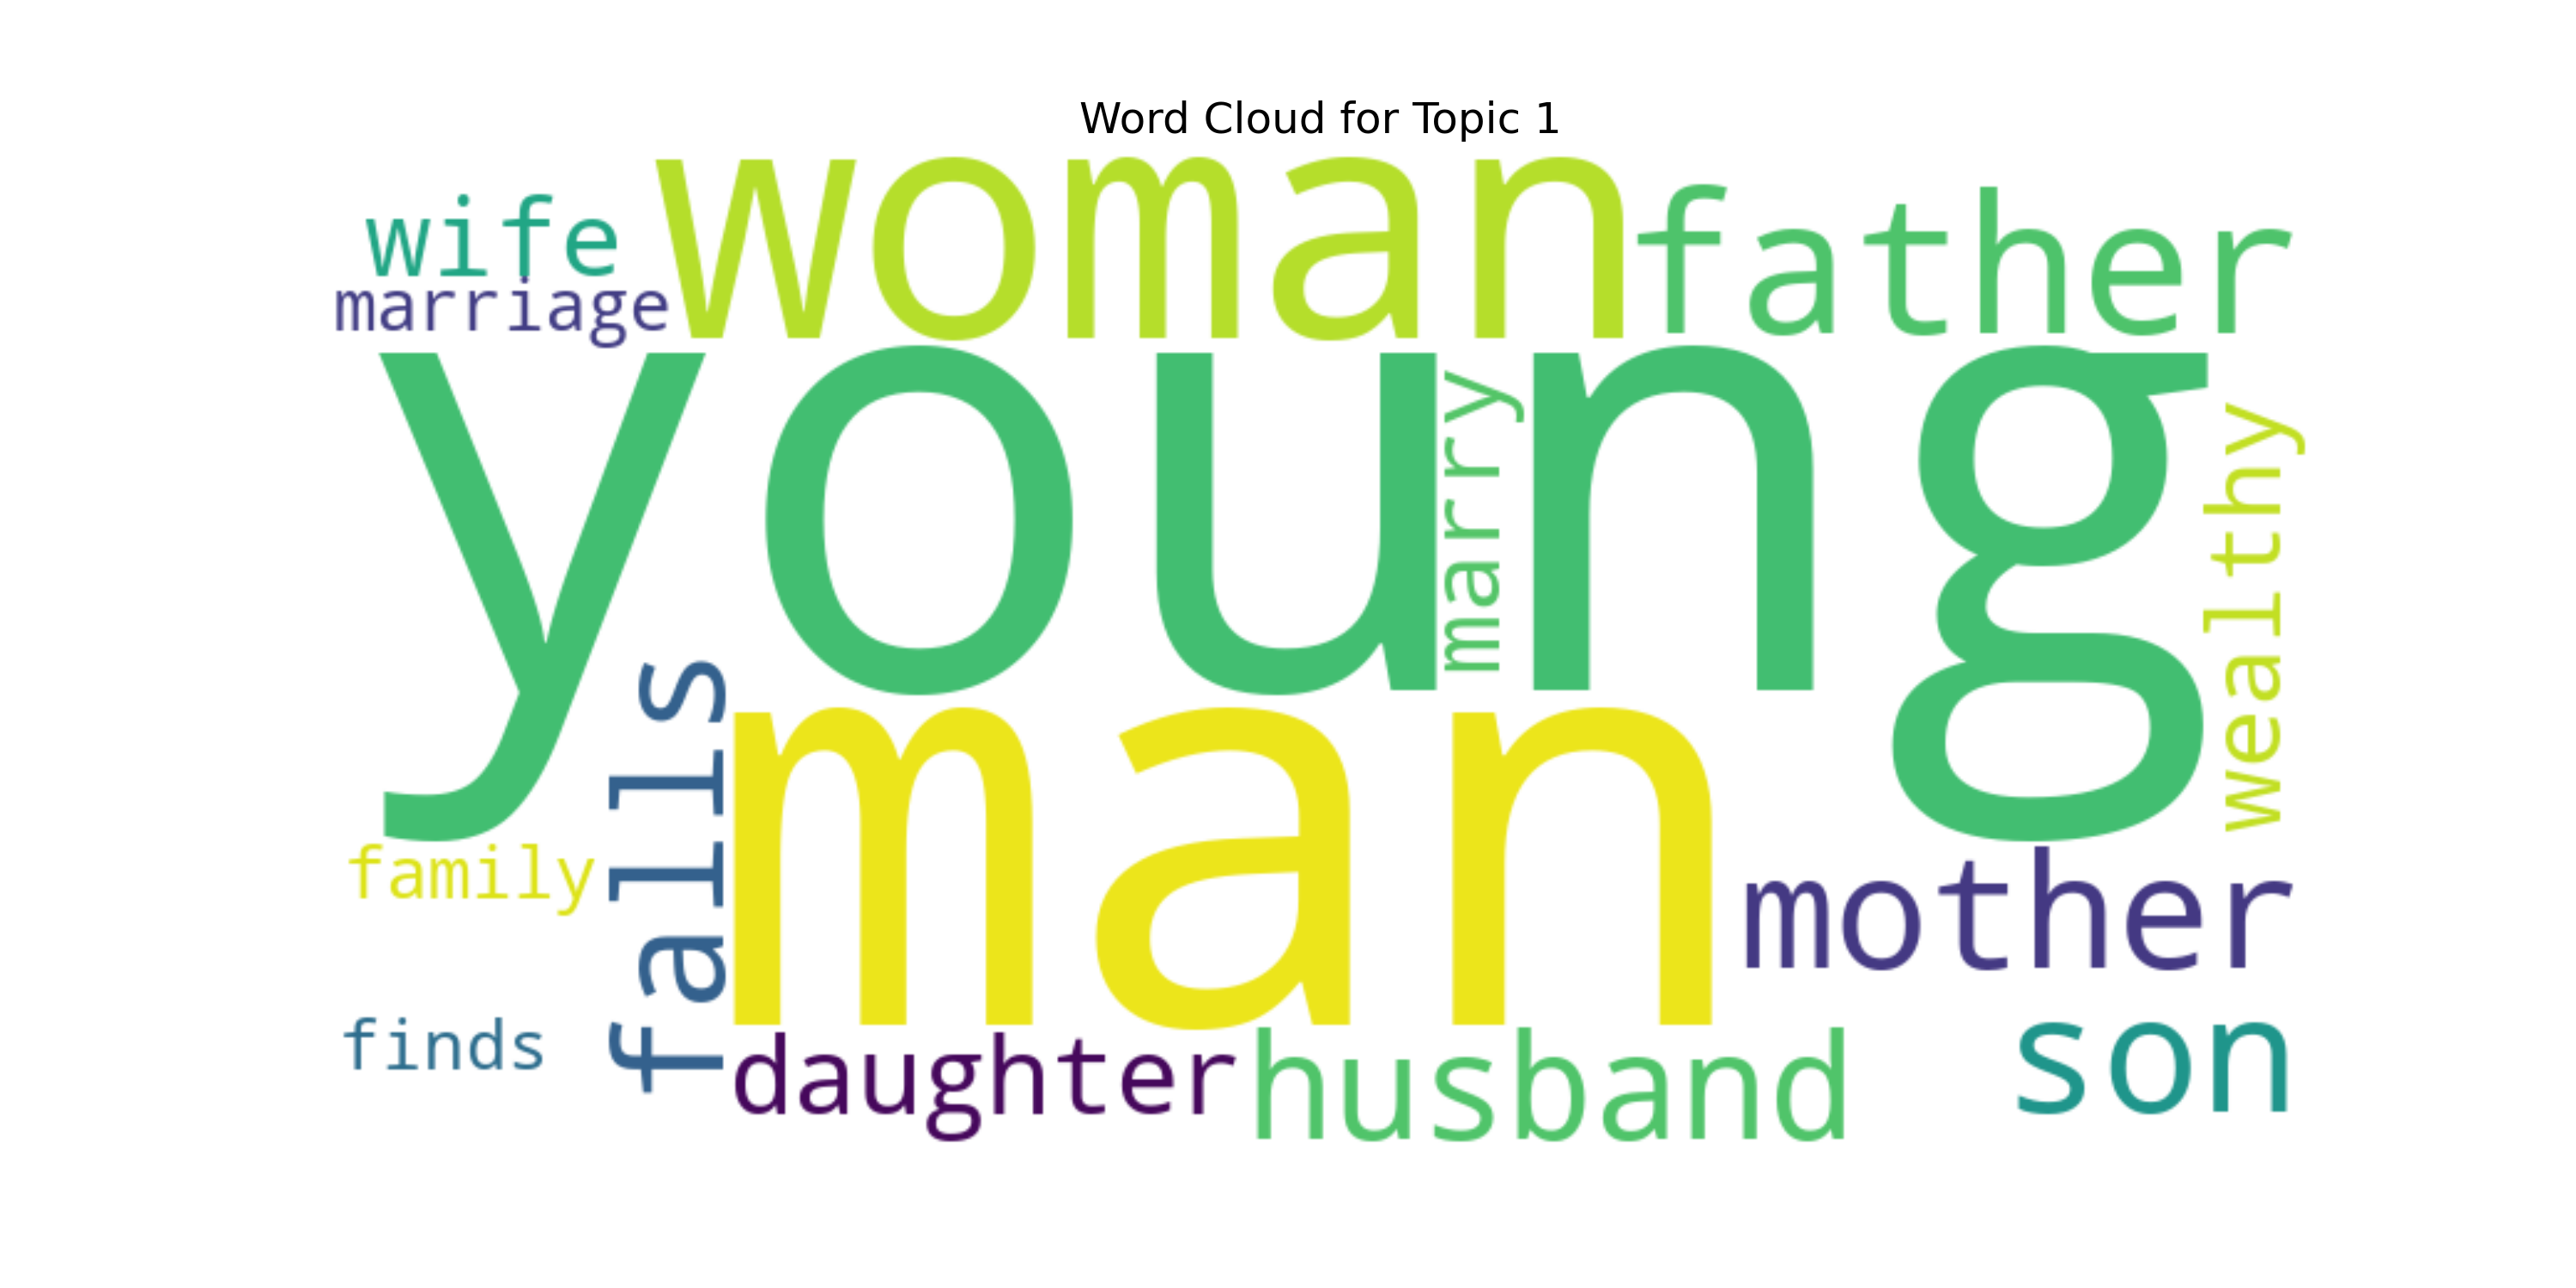 Word Cloud for Topic 1
woman
wife
father
marriage
young
marry
wealthy
falls
man
family
mother
finds
son
daughter
husband